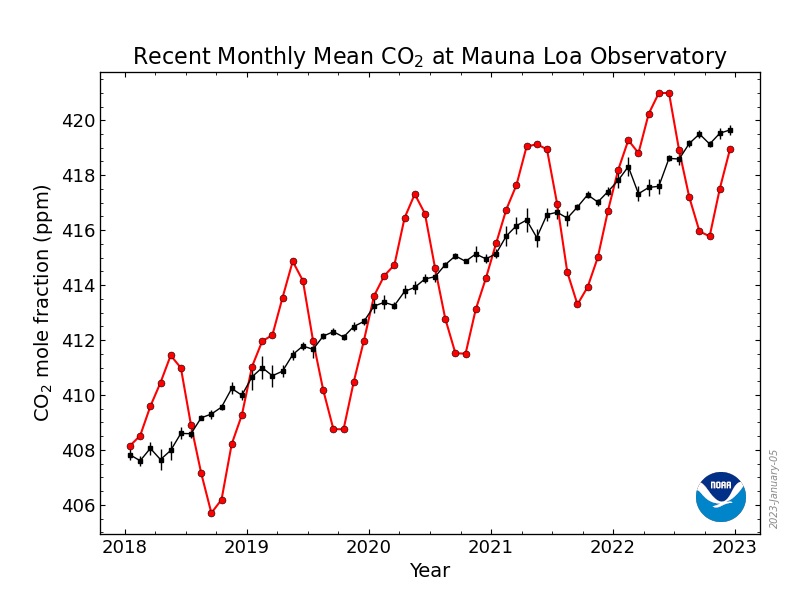 Recent Monthly Mean CO₂ at Mauna Loa Observatory
CO₂ mole fraction (ppm)
420
418
416
414
412
410
408
406
2018 2019 2020 2021 2022 2023
Year
NOAA
2023-January-05